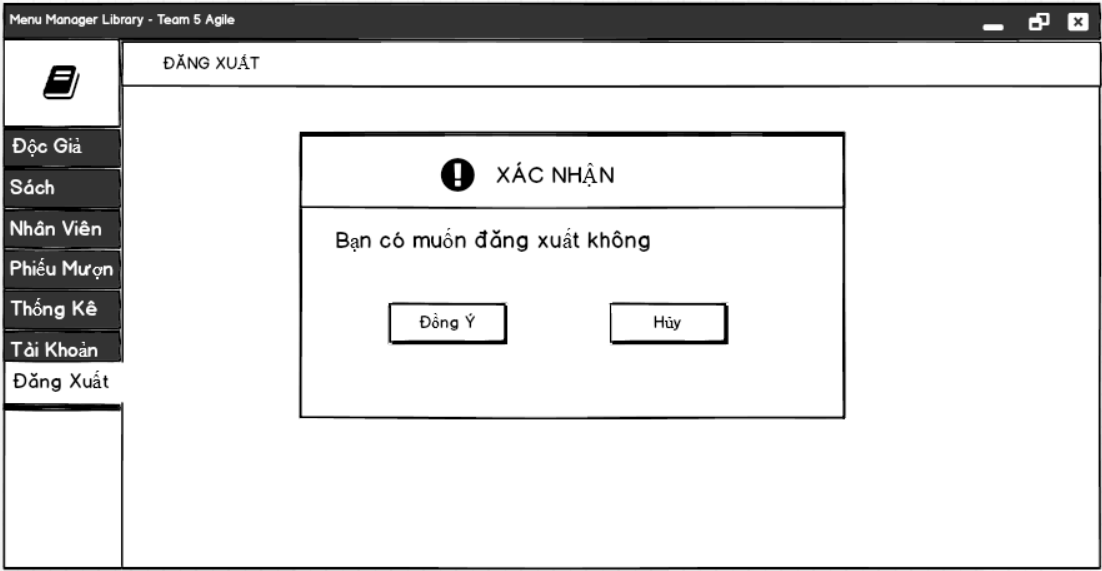 Menu Manager Library - Team 5 Agile
ĐĂNG XUẤT
Độc Giả
Sách
Nhân Viên
Phiếu Mượn
Thống Kê
Tài Khoản
Đăng Xuất
XÁC NHẬN
Bạn có muốn đăng xuất không
Đồng Ý
Hủy